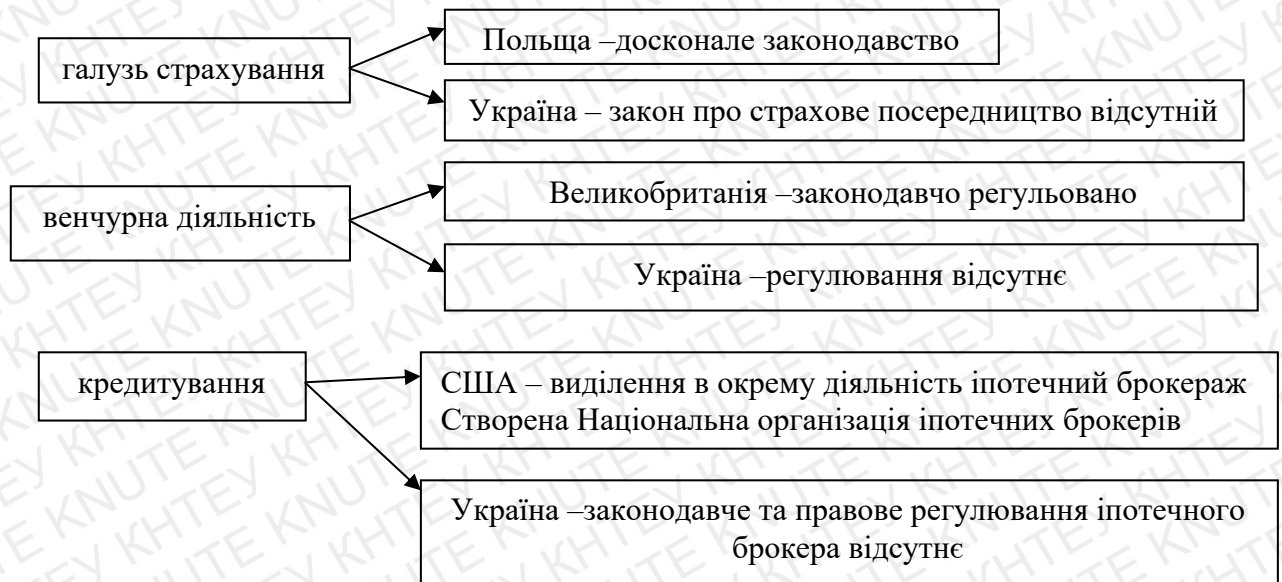 галузь страхування
Польща –досконале законодавство
Україна – закон про страхове посередництво відсутній
венчурна діяльність
Великобританія –законодавчо регульовано
Україна –регулювання відсутнє
кредитування
США – виділення в окрему діяльність іпотечний брокераж
Створена Національна організація іпотечних брокерів
Україна –законодавче та правове регулювання іпотечного
брокера відсутнє